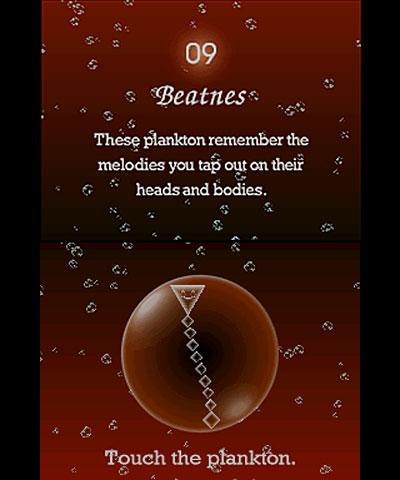 09
Beatnes
These plankton remember the
melodies you tap out on their
heads and bodies.
Touch the plankton.